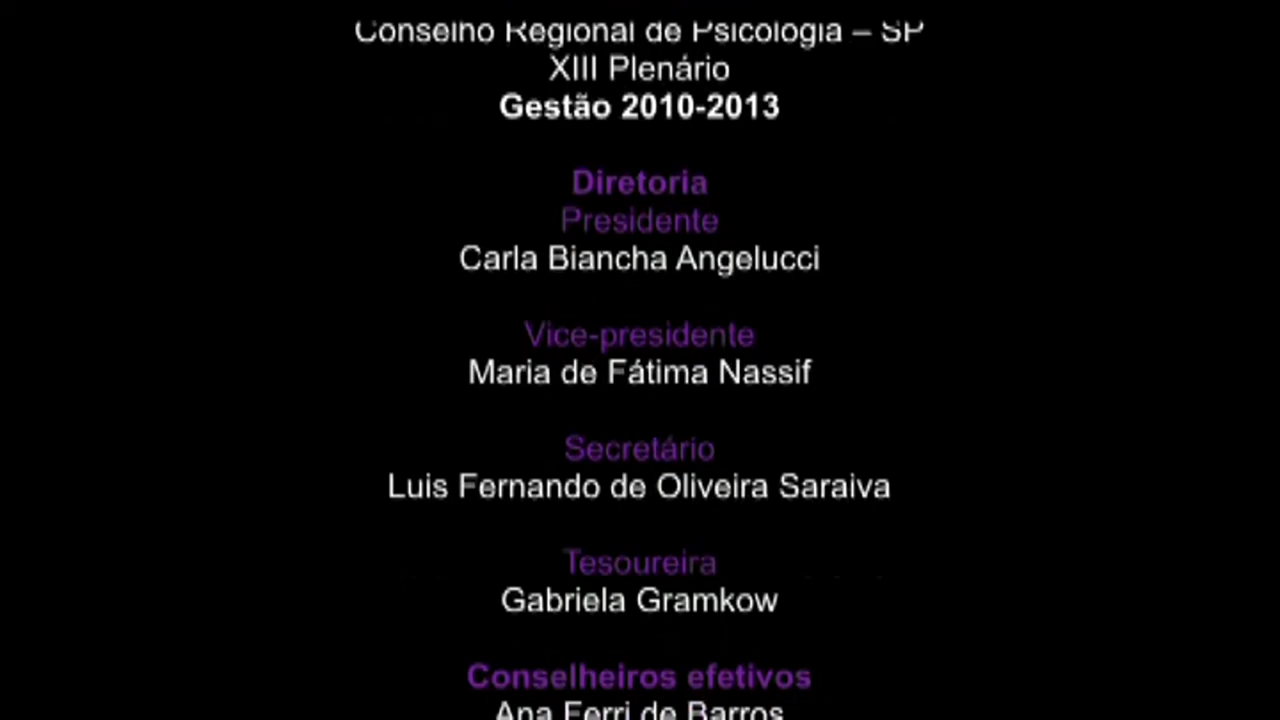 Conselho Regional de Psicologia – SP
XIII Plenário
Gestão 2010-2013
Diretoria
Presidente
Carla Biancha Angelucci
Vice-presidente
Maria de Fátima Nassif
Secretário
Luis Fernando de Oliveira Saraiva
Tesoureira
Gabriela Gramkow
Conselheiros efetivos
Ana Ferri de Barros